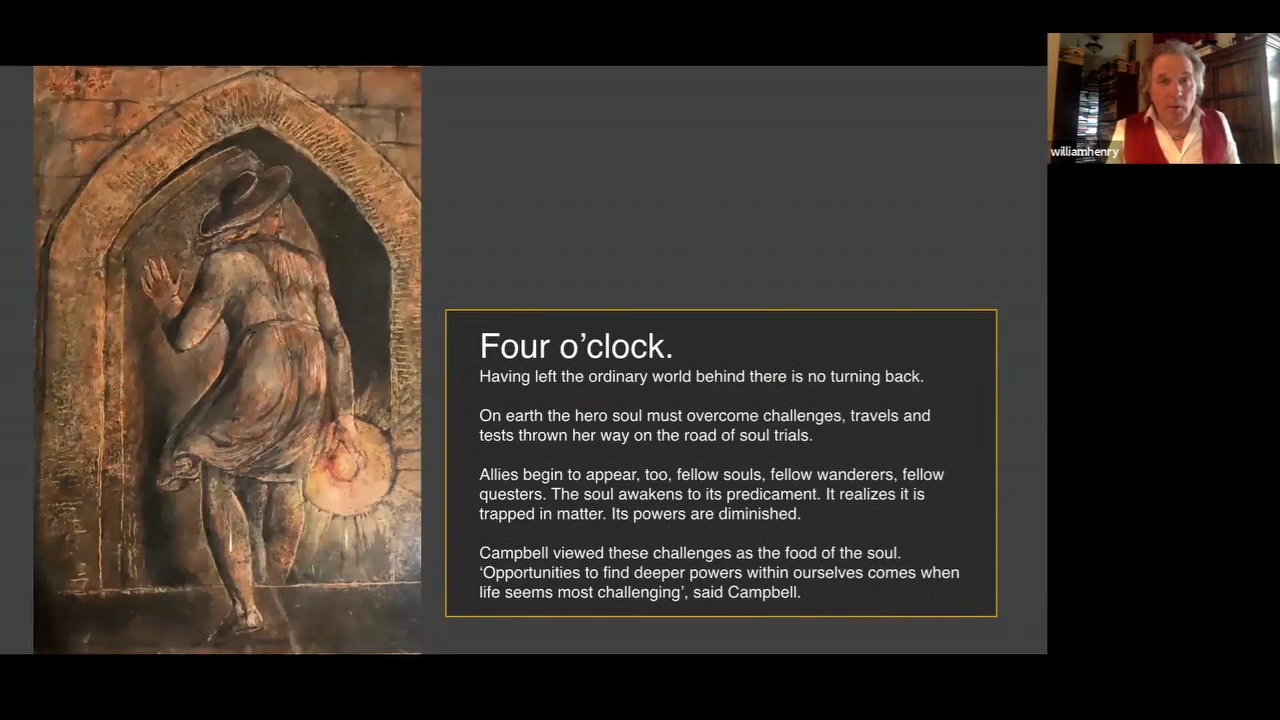 williamhenry
Four o’clock.
Having left the ordinary world behind there is no turning back.
On earth the hero soul must overcome challenges, travels and
tests thrown her way on the road of soul trials.
Allies begin to appear, too, fellow souls, fellow wanderers, fellow
questers. The soul awakens to its predicament. It realizes it is
trapped in matter. Its powers are diminished.
Campbell viewed these challenges as the food of the soul.
‘Opportunities to find deeper powers within ourselves comes when
life seems most challenging’, said Campbell.